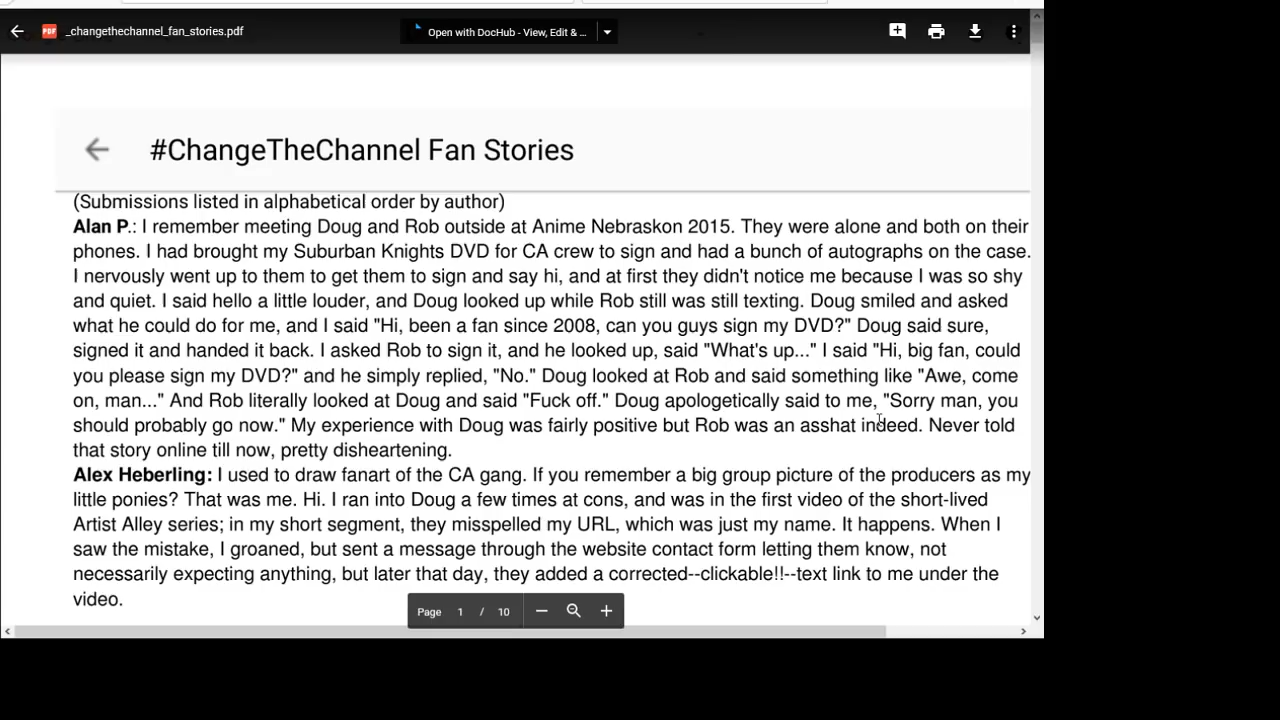 _changethechannel_fan_stories.pdf
Open with DocHub - View, Edit & ...
#ChangeTheChannel Fan Stories
(Submissions listed in alphabetical order by author)
Alan P.: I remember meeting Doug and Rob outside at Anime Nebraskon 2015. They were alone and both on their
phones. I had brought my Suburban Knights DVD for CA crew to sign and had a bunch of autographs on the case.
I nervously went up to them to get them to sign and say hi, and at first they didn't notice me because I was so shy
and quiet. I said hello a little louder, and Doug looked up while Rob still was still texting. Doug smiled and asked
what he could do for me, and I said "Hi, been a fan since 2008, can you guys sign my DVD?" Doug said sure,
signed it and handed it back. I asked Rob to sign it, and he looked up, said "What's up..." I said "Hi, big fan, could
you please sign my DVD?" and he simply replied, "No." Doug looked at Rob and said something like "Awe, come
on, man..." And Rob literally looked at Doug and said "Fuck off." Doug apologetically said to me, "Sorry man, you
should probably go now." My experience with Doug was fairly positive but Rob was an asshat indeed. Never told
that story online till now, pretty disheartening.
Alex Heberling: I used to draw fanart of the CA gang. If you remember a big group picture of the producers as my
little ponies? That was me. Hi. I ran into Doug a few times at cons, and was in the first video of the short-lived
Artist Alley series; in my short segment, they misspelled my URL, which was just my name. It happens. When I
saw the mistake, I groaned, but sent a message through the website contact form letting them know, not
necessarily expecting anything, but later that day, they added a corrected--clickable!!--text link to me under the
video.
Page 1 / 10